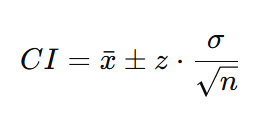 CI = x̄ ± z · σ/√n